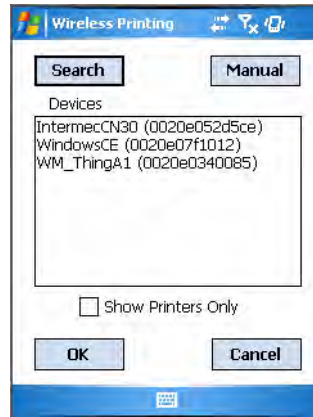 Wireless Printing
Search
Manual
Devices
IntermecCN30 (0020e052d5ce)
WindowsCE (0020e07f1012)
WM_ThingA1 (0020e0340085)
Show Printers Only
OK
Cancel